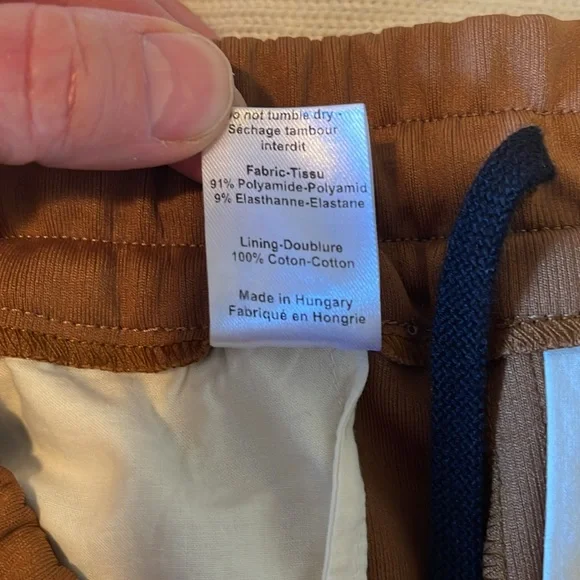 Do not tumble dry -
Séchage tambour
interdit
Fabric-Tissu
91% Polyamide-Polyamid
9% Elasthanne-Elastane
Lining-Doublure
100% Coton-Cotton
Made in Hungary
Fabriqué en Hongrie